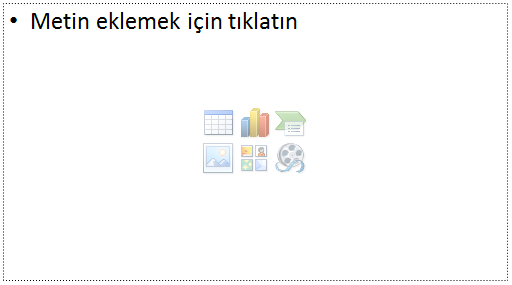 • Metin eklemek için tıklatın